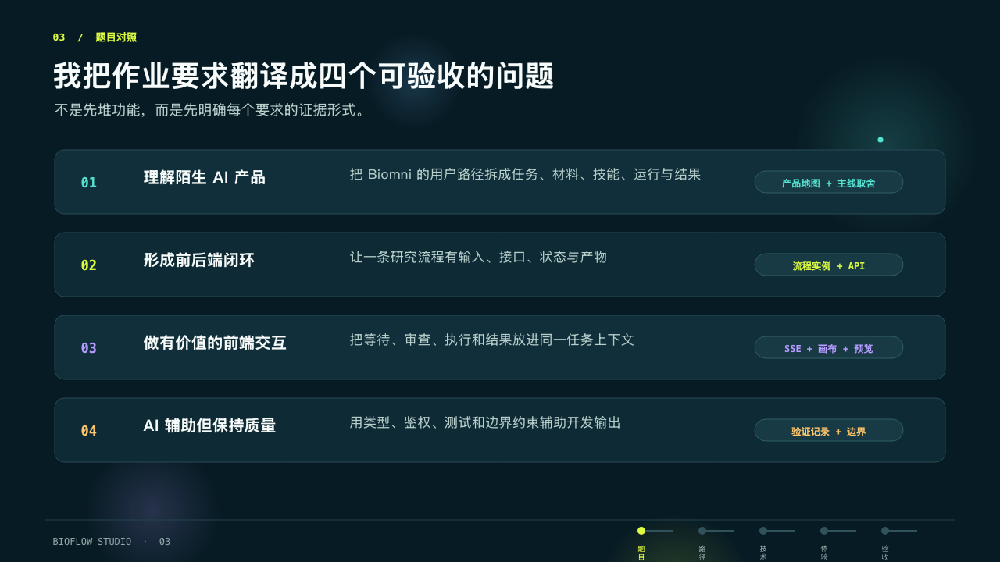 03 / 题目对照
我把作业要求翻译成四个可验收的问题
不是先堆功能，而是先明确每个要求的证据形式。
01 理解陌生 AI 产品 把 Biomni 的用户路径拆成任务、材料、技能、运行与结果 产品地图 + 主线取舍
02 形成前后端闭环 让一条研究流程有输入、接口、状态与产物 流程实例 + API
03 做有价值的前端交互 把等待、审查、执行和结果放进同一任务上下文 SSE + 画布 + 预览
04 AI 辅助但保持质量 用类型、鉴权、测试和边界约束辅助开发输出 验证记录 + 边界
BIOFLOW STUDIO · 03
题目
路径
技术
体验
验收